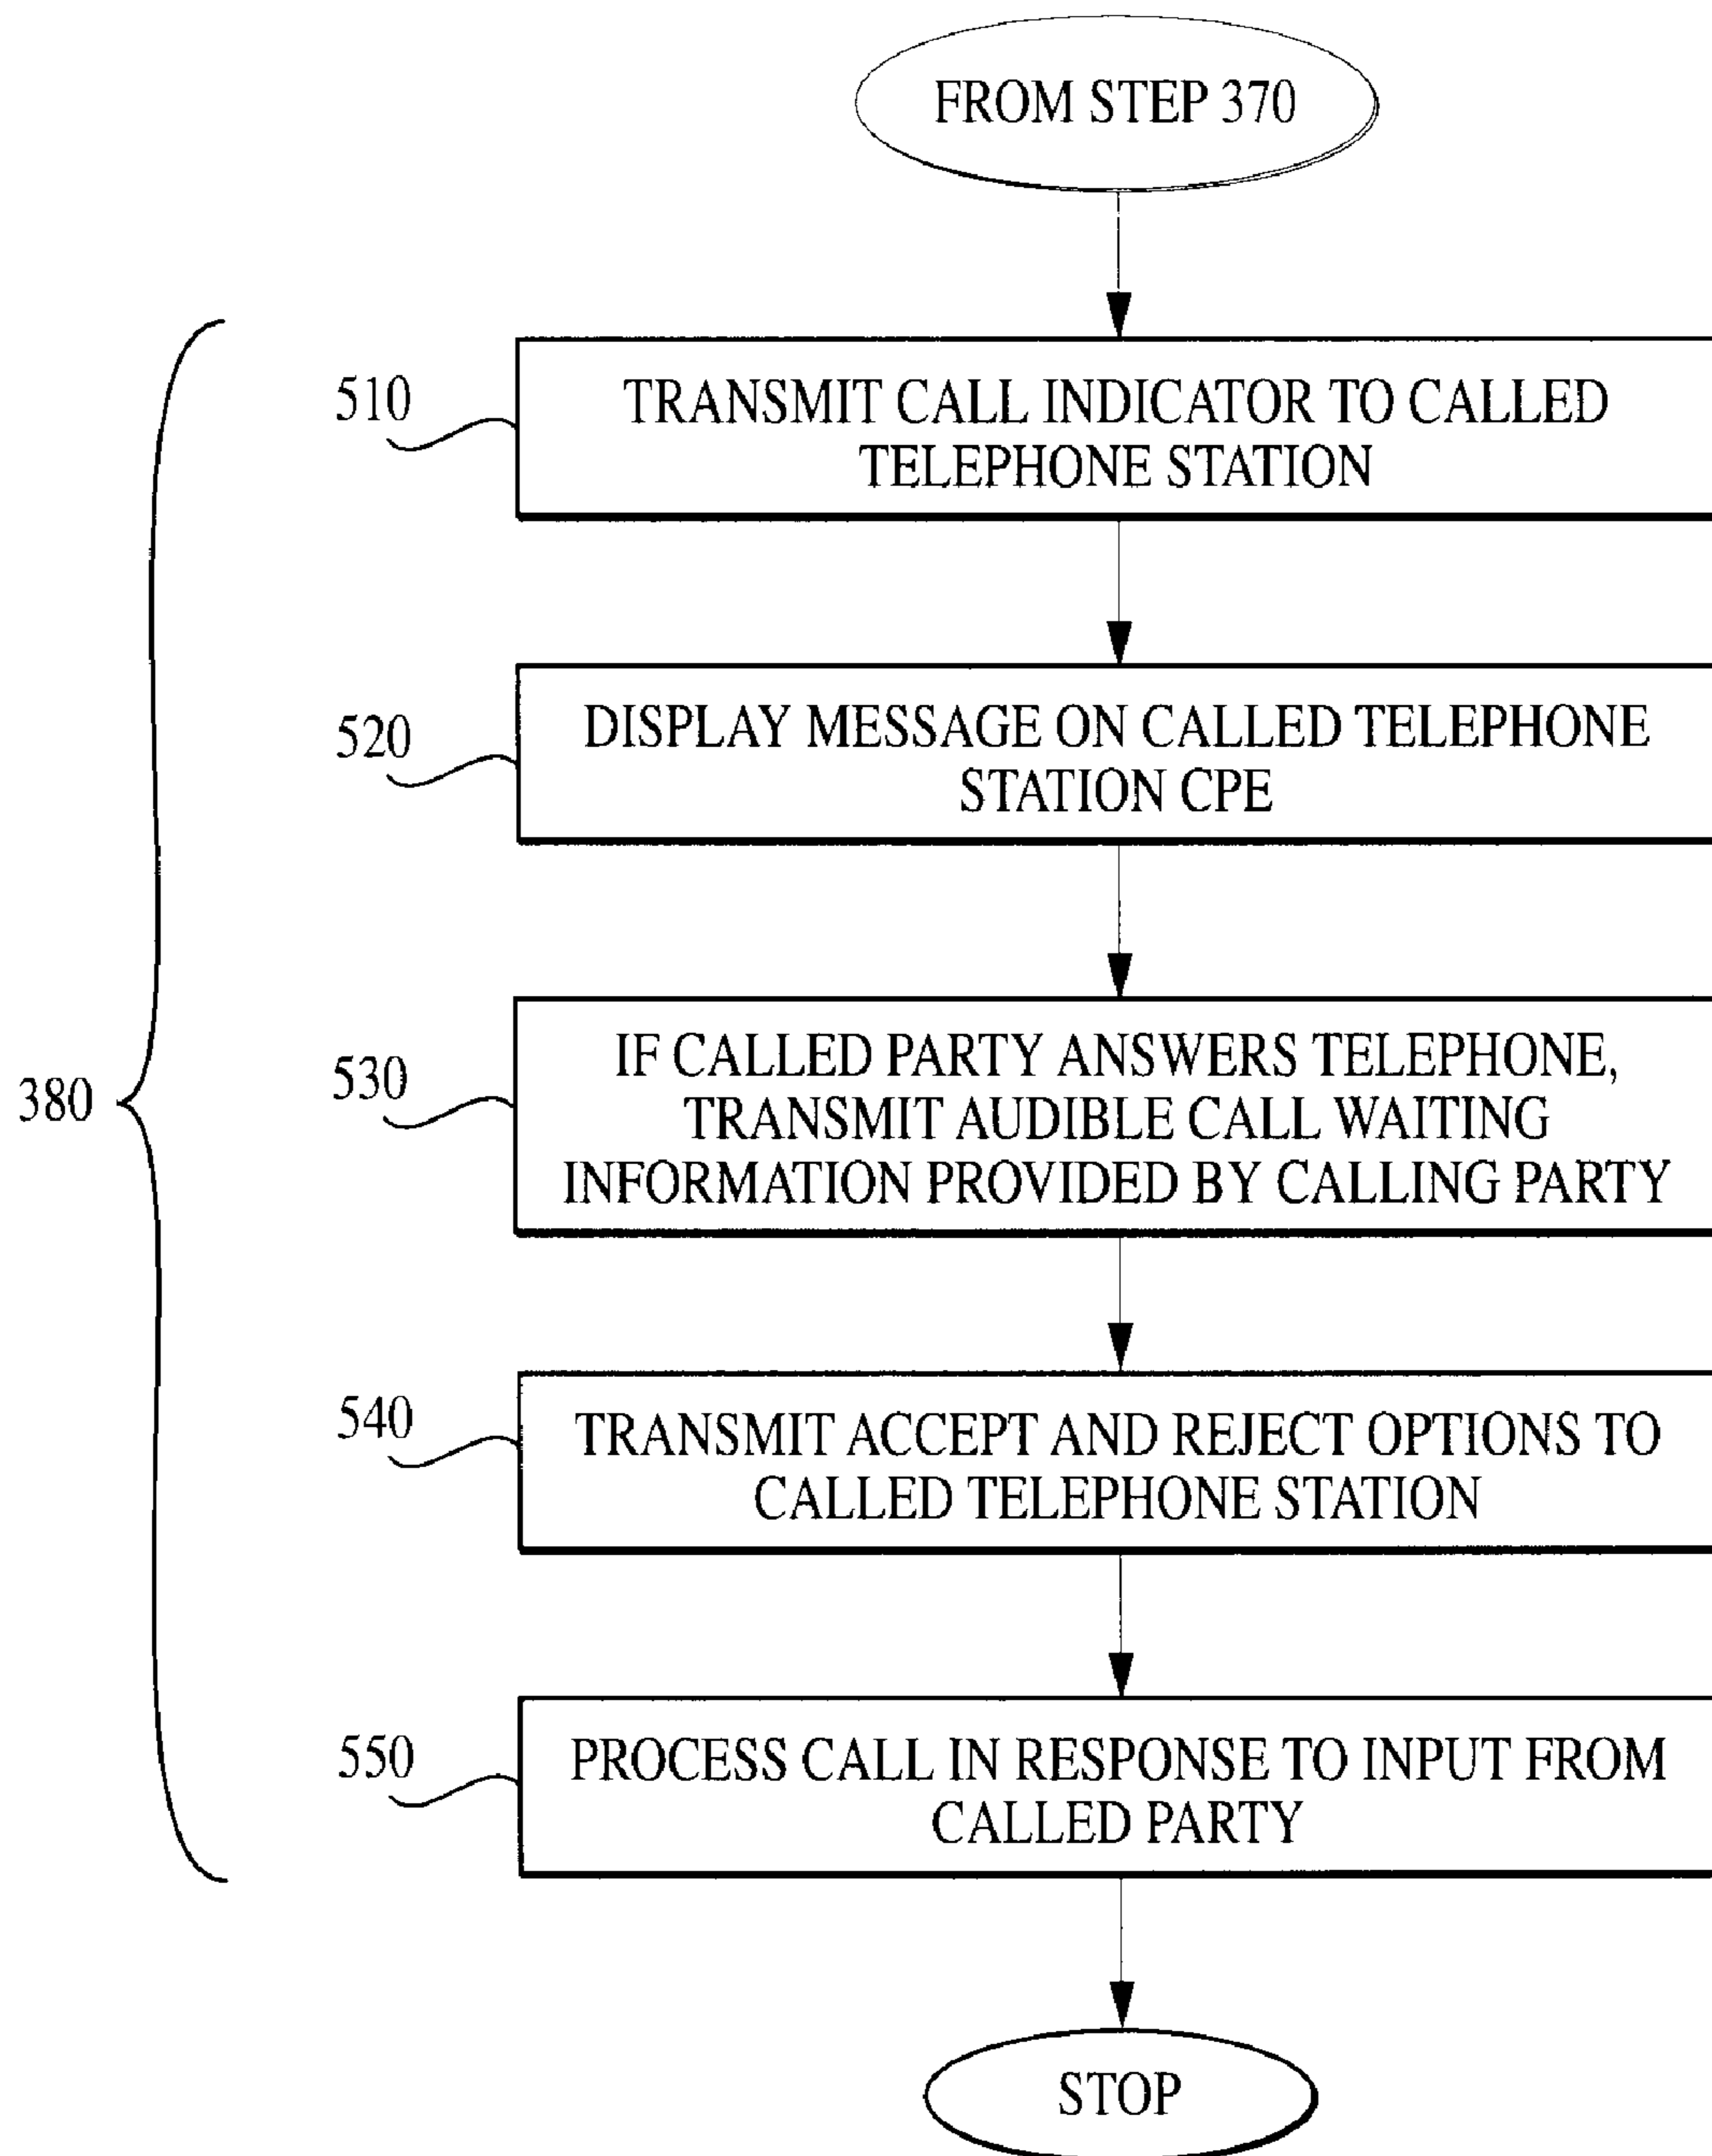 FROM STEP 370
510
TRANSMIT CALL INDICATOR TO CALLED
TELEPHONE STATION
520
DISPLAY MESSAGE ON CALLED TELEPHONE
STATION CPE
380
530
IF CALLED PARTY ANSWERS TELEPHONE,
TRANSMIT AUDIBLE CALL WAITING
INFORMATION PROVIDED BY CALLING PARTY
540
TRANSMIT ACCEPT AND REJECT OPTIONS TO
CALLED TELEPHONE STATION
550
PROCESS CALL IN RESPONSE TO INPUT FROM
CALLED PARTY
STOP